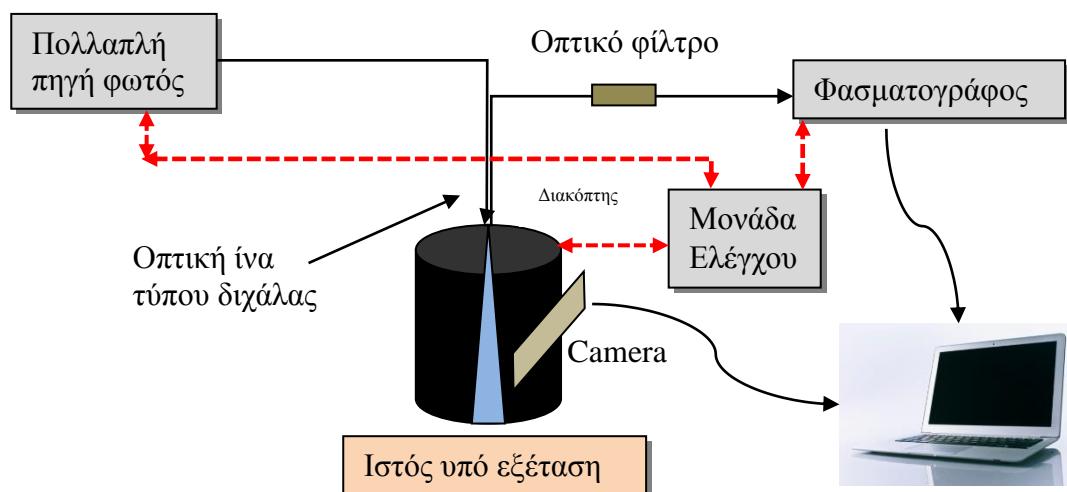 Πολλαπλή
πηγή φωτός
Οπτικό φίλτρο
Φασματογράφος
Διακόπτης
Μονάδα
Ελέγχου
Οπτική ίνα
τύπου διχάλας
Camera
Ιστός υπό εξέταση